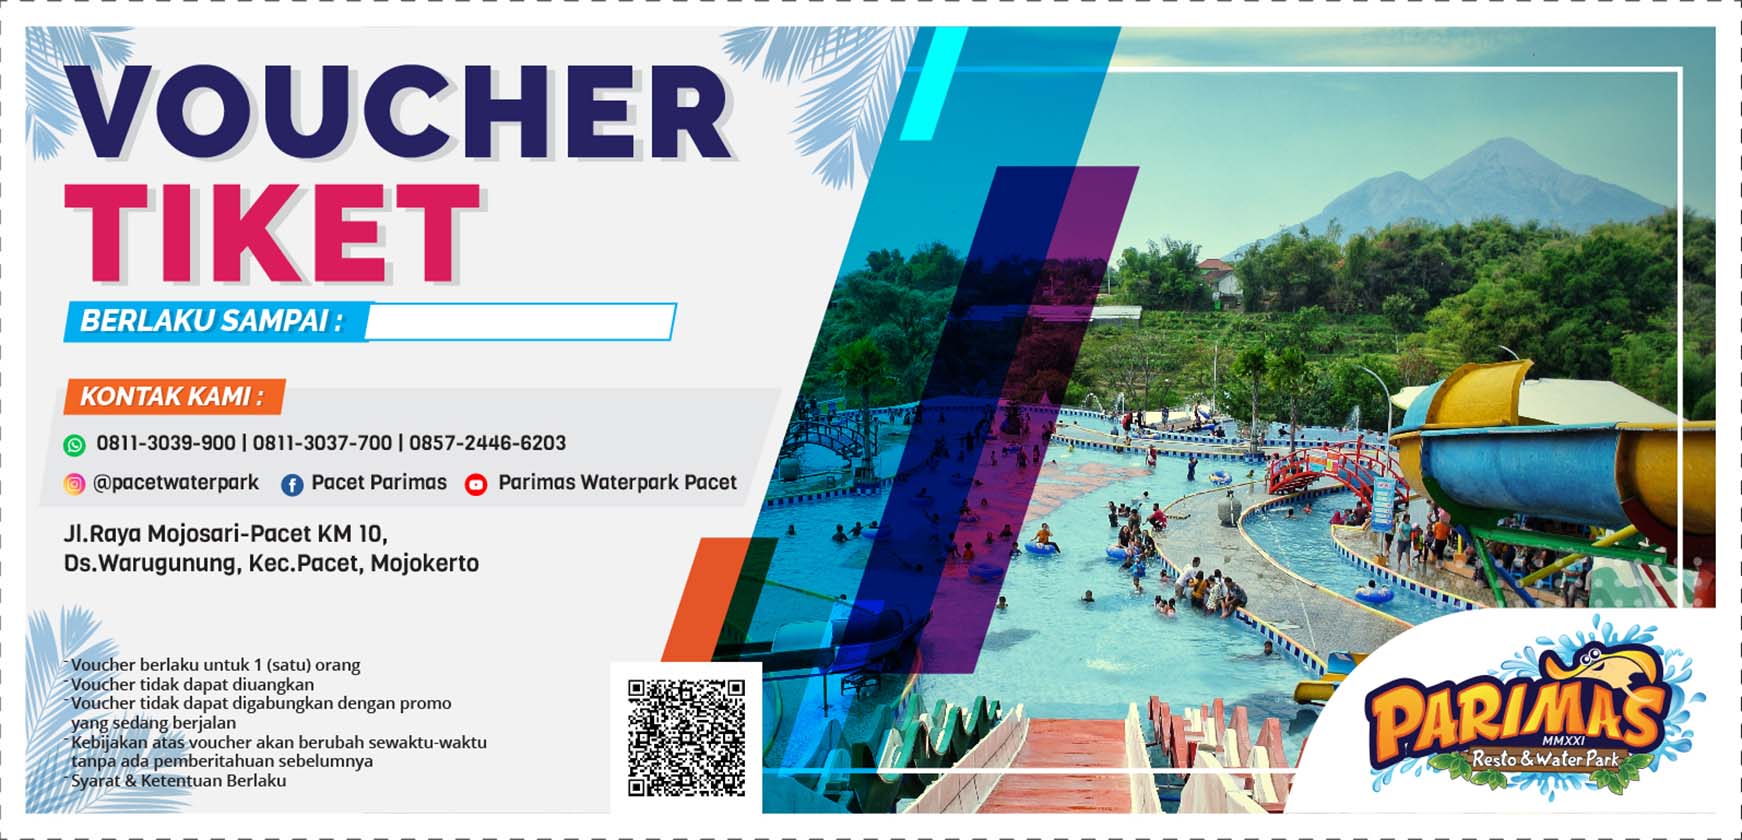 VOUCHER
TIKET
BERLAKU SAMPAI :
KONTAK KAMI :
0811-3039-900 | 0811-3037-700 | 0857-2446-6203
@pacetwaterpark Pacet Parimas Parimas Waterpark Pacet
Jl.Raya Mojosari-Pacet KM 10,
Ds.Warugunung, Kec.Pacet, Mojokerto
- Voucher berlaku untuk 1 (satu) orang
- Voucher tidak dapat diuangkan
- Voucher tidak dapat digabungkan dengan promo
yang sedang berjalan
- Kebijakan atas voucher akan berubah sewaktu-waktu
tanpa ada pemberitahuan sebelumnya
- Syarat & Ketentuan Berlaku
PARIMAS
MMXXI
Resto & Water Park